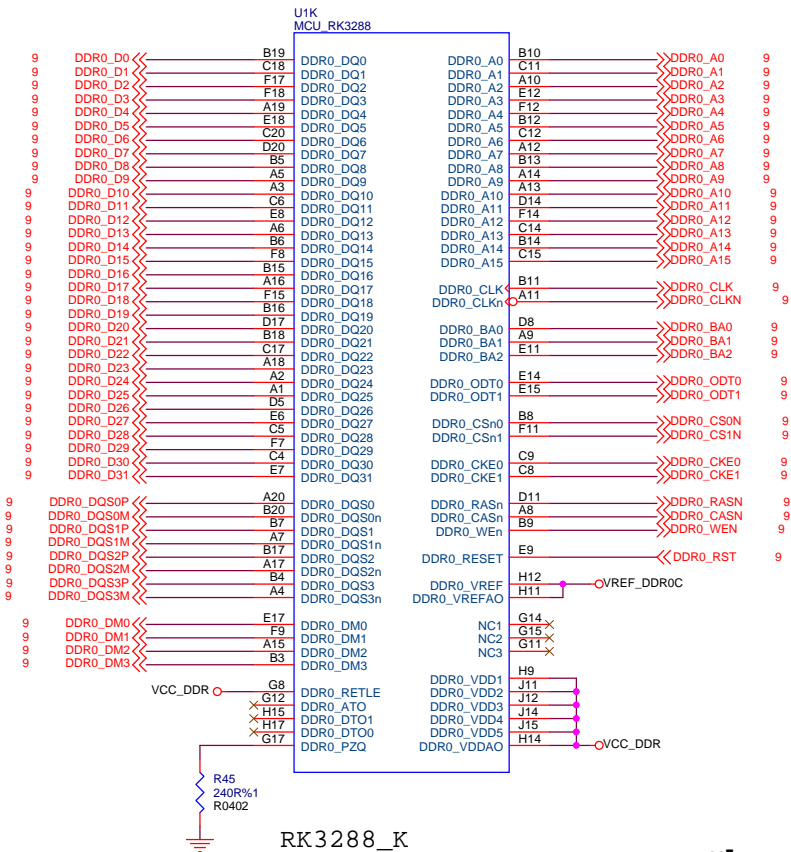 U1K
MCU_RK3288
9 DDR0_D0 B19 DDR0_DQ0 DDR0_A0 B10 DDR0_A0 9
9 DDR0_D1 C18 DDR0_DQ1 DDR0_A1 C11 DDR0_A1 9
9 DDR0_D2 F17 DDR0_DQ2 DDR0_A2 A10 DDR0_A2 9
9 DDR0_D3 F18 DDR0_DQ3 DDR0_A3 E12 DDR0_A3 9
9 DDR0_D4 A19 DDR0_DQ4 DDR0_A4 F12 DDR0_A4 9
9 DDR0_D5 E18 DDR0_DQ5 DDR0_A5 B12 DDR0_A5 9
9 DDR0_D6 C20 DDR0_DQ6 DDR0_A6 C12 DDR0_A6 9
9 DDR0_D7 D20 DDR0_DQ7 DDR0_A7 A12 DDR0_A7 9
9 DDR0_D8 B5 DDR0_DQ8 DDR0_A8 B13 DDR0_A8 9
9 DDR0_D9 A5 DDR0_DQ9 DDR0_A9 A14 DDR0_A9 9
9 DDR0_D10 A3 DDR0_DQ10 DDR0_A10 A13 DDR0_A10 9
9 DDR0_D11 C6 DDR0_DQ11 DDR0_A11 D14 DDR0_A11 9
9 DDR0_D12 E8 DDR0_DQ12 DDR0_A12 F14 DDR0_A12 9
9 DDR0_D13 A6 DDR0_DQ13 DDR0_A13 C14 DDR0_A13 9
9 DDR0_D14 B6 DDR0_DQ14 DDR0_A14 B14 DDR0_A14 9
9 DDR0_D15 F8 DDR0_DQ15 DDR0_A15 C15 DDR0_A15 9
9 DDR0_D16 B15 DDR0_DQ16
9 DDR0_D17 A16 DDR0_DQ17 DDR0_CLK B11 DDR0_CLK 9
9 DDR0_D18 F15 DDR0_DQ18 DDR0_CLKn A11 DDR0_CLKN 9
9 DDR0_D19 B16 DDR0_DQ19
9 DDR0_D20 D17 DDR0_DQ20 DDR0_BA0 D8 DDR0_BA0 9
9 DDR0_D21 B18 DDR0_DQ21 DDR0_BA1 A9 DDR0_BA1 9
9 DDR0_D22 C17 DDR0_DQ22 DDR0_BA2 E11 DDR0_BA2 9
9 DDR0_D23 A18 DDR0_DQ23
9 DDR0_D24 A2 DDR0_DQ24 DDR0_ODT0 E14 DDR0_ODT0 9
9 DDR0_D25 A1 DDR0_DQ25 DDR0_ODT1 E15 DDR0_ODT1 9
9 DDR0_D26 D5 DDR0_DQ26
9 DDR0_D27 E6 DDR0_DQ27 DDR0_CSn0 B8 DDR0_CS0N 9
9 DDR0_D28 C5 DDR0_DQ28 DDR0_CSn1 F11 DDR0_CS1N 9
9 DDR0_D29 F7 DDR0_DQ29
9 DDR0_D30 C4 DDR0_DQ30 DDR0_CKE0 C9 DDR0_CKE0 9
9 DDR0_D31 E7 DDR0_DQ31 DDR0_CKE1 C8 DDR0_CKE1 9
9 DDR0_DQS0P A20 DDR0_DQS0 DDR0_RASn D11 DDR0_RASN 9
9 DDR0_DQS0M B20 DDR0_DQS0n DDR0_CASn A8 DDR0_CASN 9
9 DDR0_DQS1P B7 DDR0_DQS1 DDR0_WEn B9 DDR0_WEN 9
9 DDR0_DQS1M A7 DDR0_DQS1n
9 DDR0_DQS2P B17 DDR0_DQS2 DDR0_RESET E9 DDR0_RST 9
9 DDR0_DQS2M A17 DDR0_DQS2n
9 DDR0_DQS3P B4 DDR0_DQS3 DDR0_VREF H12 VREF_DDR0C
9 DDR0_DQS3M A4 DDR0_DQS3n DDR0_VREFAO H11
9 DDR0_DM0 E17 DDR0_DM0 NC1 G14
9 DDR0_DM1 F9 DDR0_DM1 NC2 G15
9 DDR0_DM2 A15 DDR0_DM2 NC3 G11
9 DDR0_DM3 B3 DDR0_DM3
DDR0_VDD1 H9
VCC_DDR G8 DDR0_RETLE DDR0_VDD2 J11
G12 DDR0_ATO DDR0_VDD3 J12
H15 DDR0_DTO1 DDR0_VDD4 J14
H17 DDR0_DTO0 DDR0_VDD5 J15
G17 DDR0_PZQ DDR0_VDDAO H14 VCC_DDR
R45
240R%1
R0402
RK3288_K